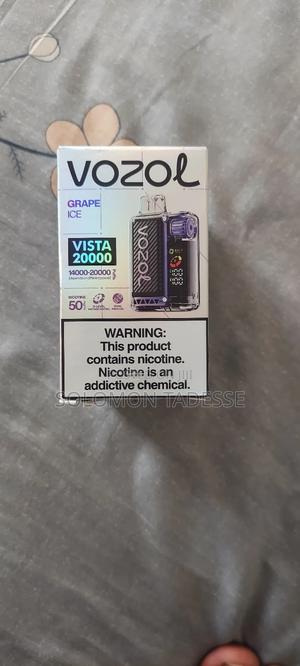 VOZOL
GRAPE
ICE
VISTA
20000
14000-20000
NICOTINE
50
VOZOL
WARNING:
This product
contains nicotine.
Nicotine is an
addictive chemical.
SOLOMON TADESSE